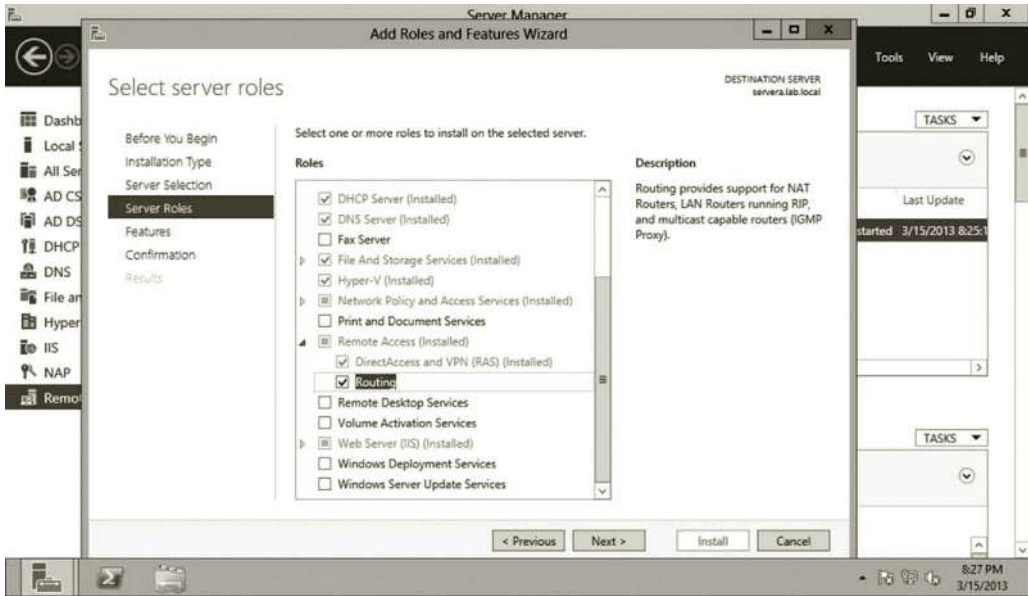 Server Manager
Add Roles and Features Wizard
Tools View Help
Select server roles
DESTINATION SERVER
servera.lab.local
Before You Begin
Installation Type
Server Selection
Server Roles
Features
Confirmation
Results
Select one or more roles to install on the selected server.
Roles
DHCP Server (Installed)
DNS Server (Installed)
Fax Server
File And Storage Services (Installed)
Hyper-V (Installed)
Network Policy and Access Services (Installed)
Print and Document Services
Remote Access (Installed)
DirectAccess and VPN (RAS) (Installed)
Routing
Remote Desktop Services
Volume Activation Services
Web Server (IIS) (Installed)
Windows Deployment Services
Windows Server Update Services
Description
Routing provides support for NAT
Routers, LAN Routers running RIP,
and multicast capable routers (IGMP
Proxy).
< Previous Next > Install Cancel
Dashb
Local
All Ser
AD CS
AD DS
DHCP
DNS
File an
Hyper
IIS
NAP
Remo
TASKS
Last Update
started 3/15/2013 8:25:1
TASKS
8:27 PM
3/15/2013